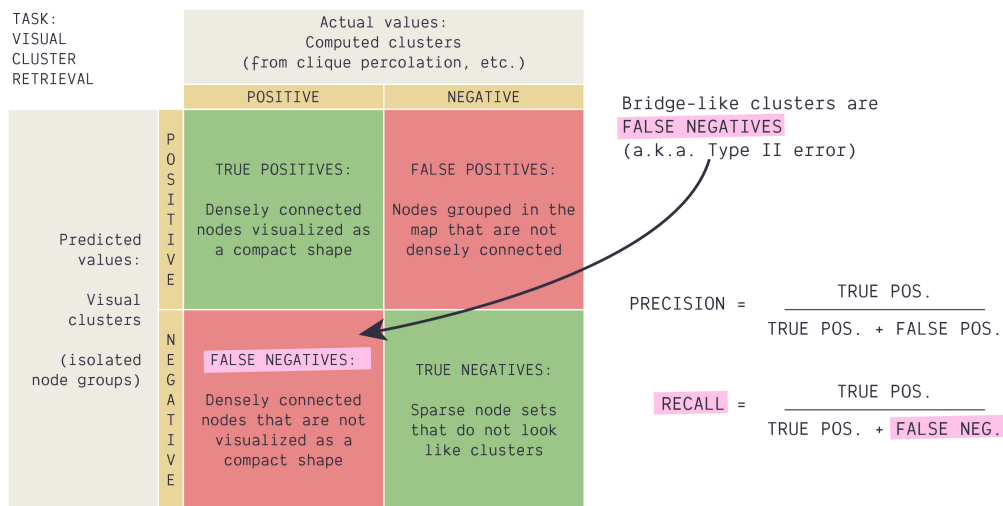 TASK:
VISUAL
CLUSTER
RETRIEVAL
Actual values:
Computed clusters
(from clique percolation, etc.)
POSITIVE
NEGATIVE
Predicted
values:
Visual
clusters
(isolated
node groups)
POSITIVE
NEGATIVE
TRUE POSITIVES:
Densely connected
nodes visualized as
a compact shape
FALSE POSITIVES:
Nodes grouped in the
map that are not
densely connected
FALSE NEGATIVES:
Densely connected
nodes that are not
visualized as a
compact shape
TRUE NEGATIVES:
Sparse node sets
that do not look
like clusters
Bridge-like clusters are
FALSE NEGATIVES
(a.k.a. Type II error)
PRECISION =
TRUE POS.
TRUE POS. + FALSE POS.
RECALL =
TRUE POS.
TRUE POS. + FALSE NEG.